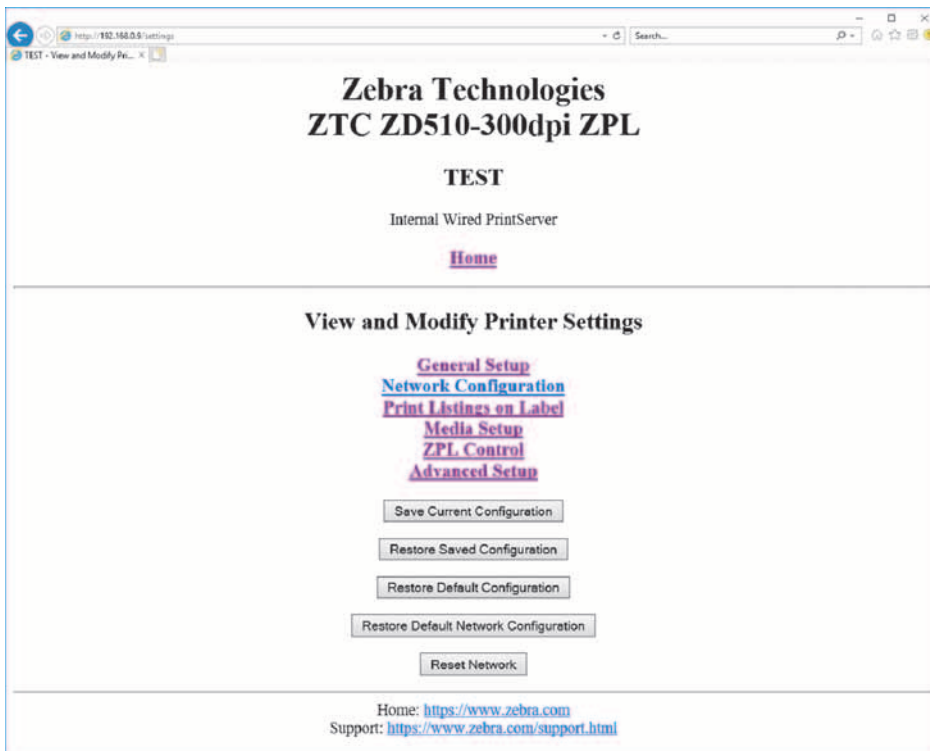 http://192.168.0.9/settings
Search...
TEST - View and Modify Pri...
Zebra Technologies
ZTC ZD510-300dpi ZPL
TEST
Internal Wired PrintServer
Home
View and Modify Printer Settings
General Setup
Network Configuration
Print Listings on Label
Media Setup
ZPL Control
Advanced Setup
Save Current Configuration
Restore Saved Configuration
Restore Default Configuration
Restore Default Network Configuration
Reset Network
Home: https://www.zebra.com
Support: https://www.zebra.com/support.html